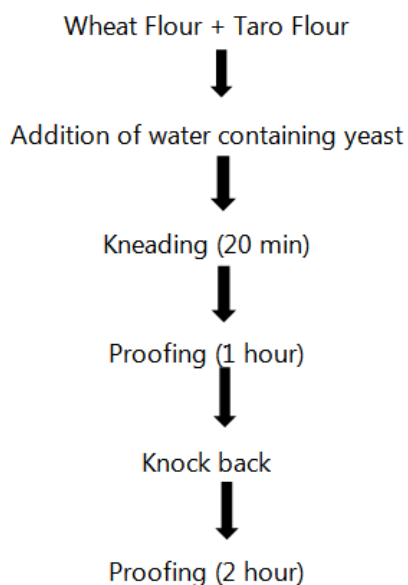 Wheat Flour + Taro Flour
Addition of water containing yeast
Kneading (20 min)
Proofing (1 hour)
Knock back
Proofing (2 hour)